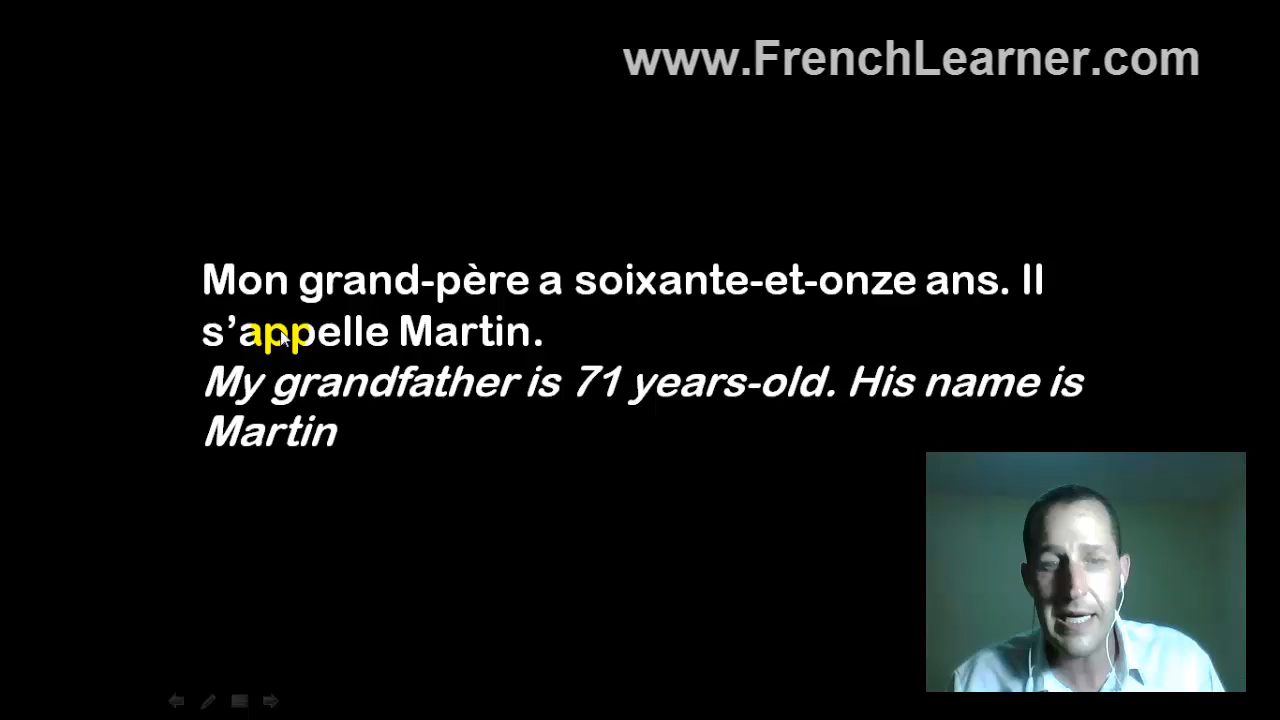 www.FrenchLearner.com
Mon grand-père a soixante-et-onze ans. Il
s’appelle Martin.
My grandfather is 71 years-old. His name is
Martin